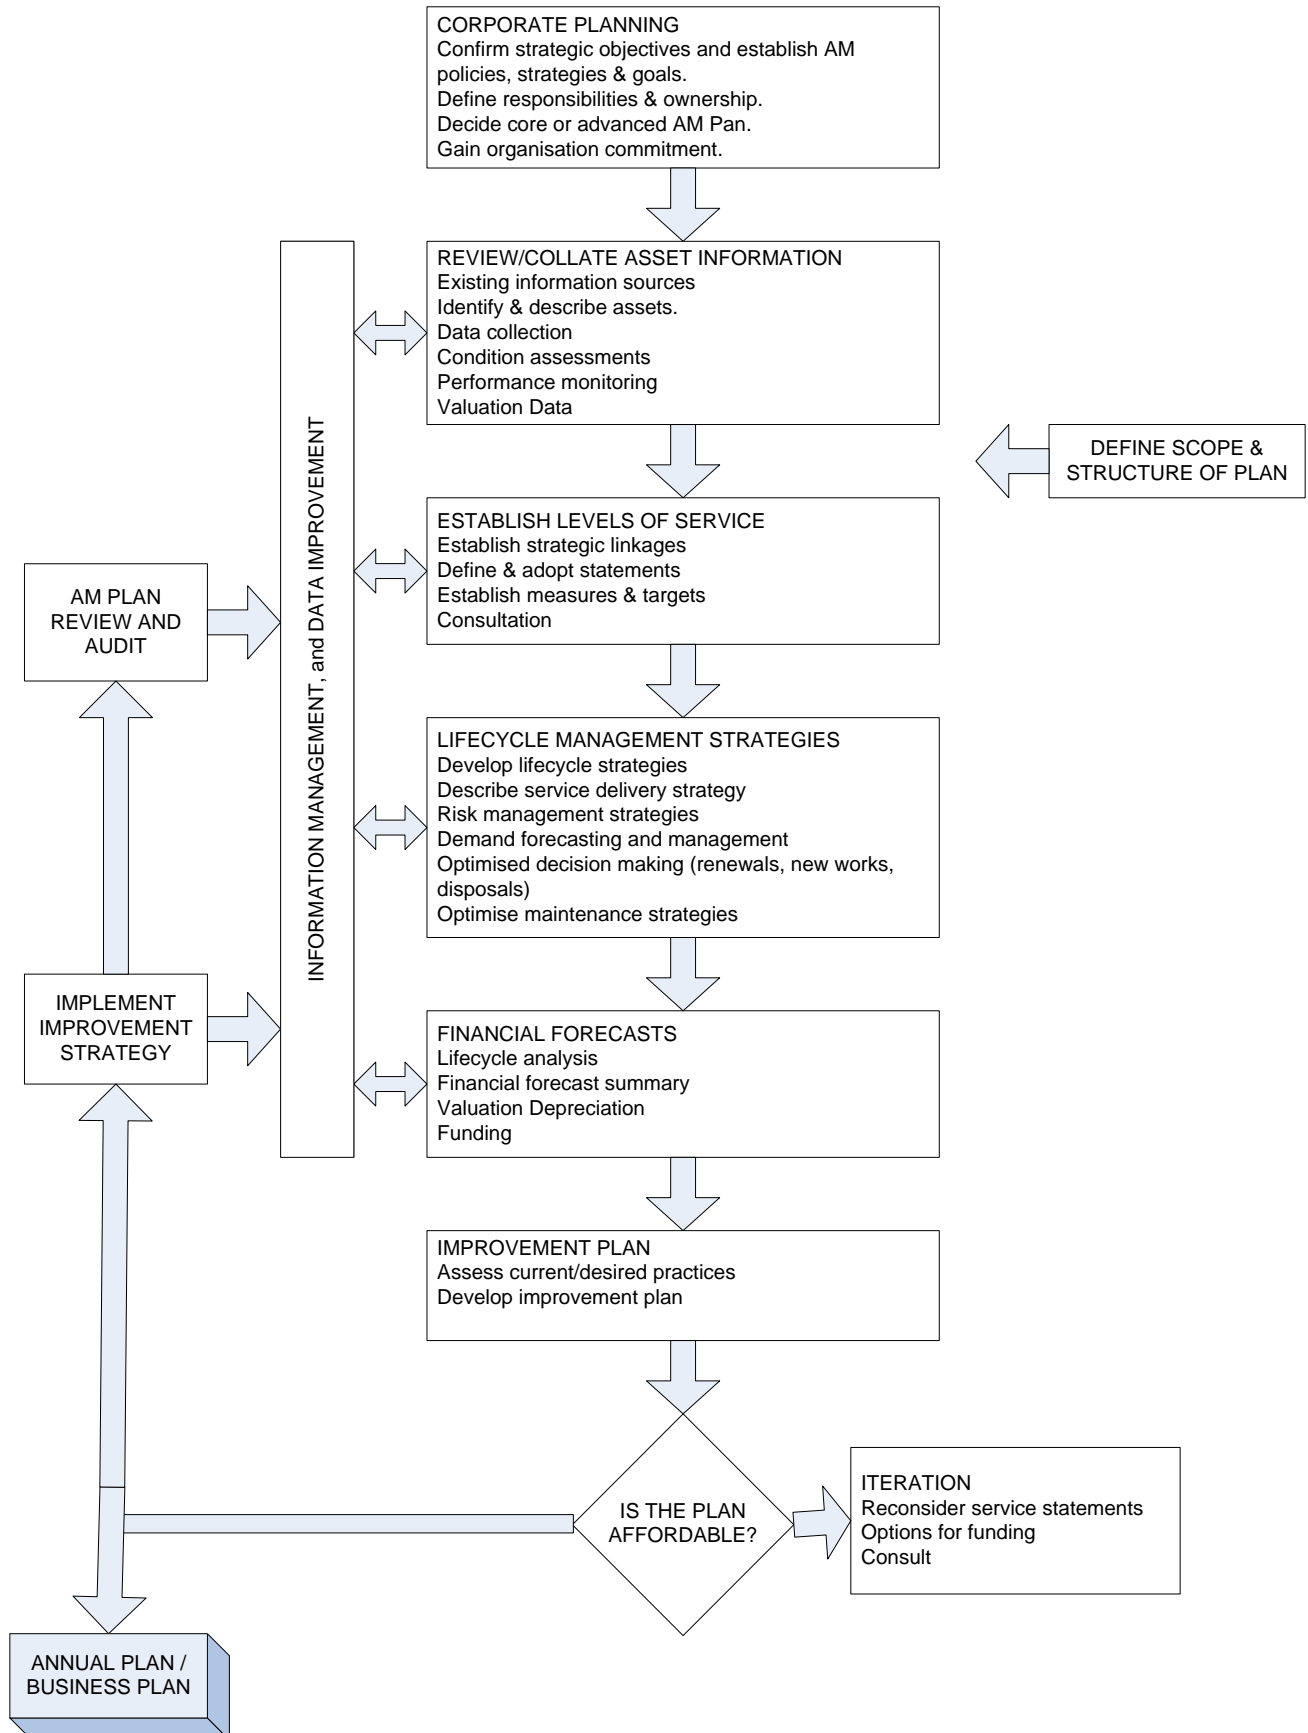 CORPORATE PLANNING
Confirm strategic objectives and establish AM
policies, strategies & goals.
Define responsibilities & ownership.
Decide core or advanced AM Pan.
Gain organisation commitment.
REVIEW/COLLATE ASSET INFORMATION
Existing information sources
Identify & describe assets.
Data collection
Condition assessments
Performance monitoring
Valuation Data
DEFINE SCOPE &
STRUCTURE OF PLAN
INFORMATION MANAGEMENT, and DATA IMPROVEMENT
ESTABLISH LEVELS OF SERVICE
Establish strategic linkages
Define & adopt statements
Establish measures & targets
Consultation
AM PLAN
REVIEW AND
AUDIT
LIFECYCLE MANAGEMENT STRATEGIES
Develop lifecycle strategies
Describe service delivery strategy
Risk management strategies
Demand forecasting and management
Optimised decision making (renewals, new works,
disposals)
Optimise maintenance strategies
IMPLEMENT
IMPROVEMENT
STRATEGY
FINANCIAL FORECASTS
Lifecycle analysis
Financial forecast summary
Valuation Depreciation
Funding
IMPROVEMENT PLAN
Assess current/desired practices
Develop improvement plan
IS THE PLAN
AFFORDABLE?
ITERATION
Reconsider service statements
Options for funding
Consult
ANNUAL PLAN /
BUSINESS PLAN